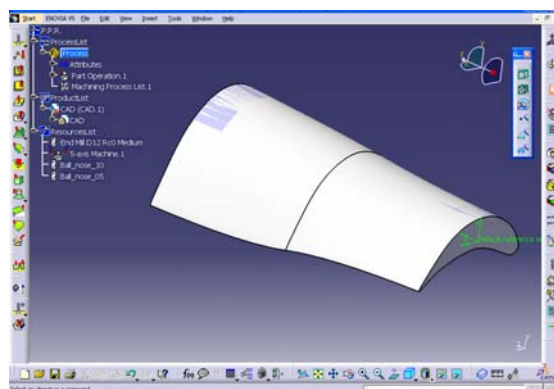 Start ENOVIA V5 File Edit View Insert Tools Window Help
P.P.R.
ProcessList
Process
Attributes
Part Operation.1
Machining Process List.1
ProductList
CAD (CAD.1)
CAD
ResourcesList
End Mill D12 Rc0 Medium
5-axis Machine.1
Ball_nose_10
Ball_nose_05